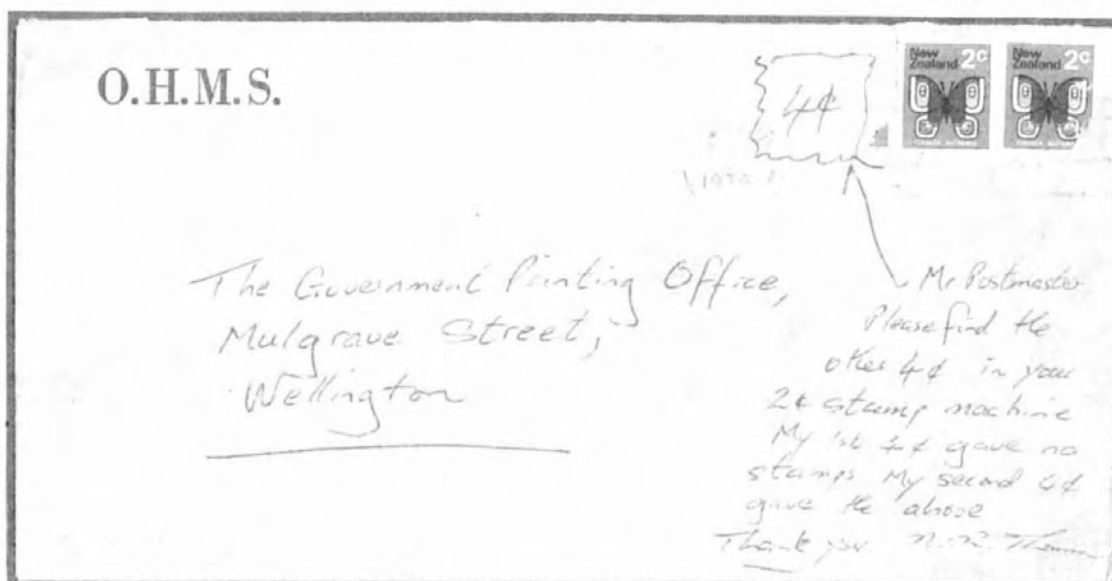 O.H.M.S.
New Zealand 2c
New Zealand 2c
4¢
The Government Printing Office,
Mulgrave Street,
Wellington
Mr Postmaster
Please find the
other 4¢ in your
2¢ stamp machine
My 1st 4¢ gave no
stamps My second 4¢
gave the above
Thank you